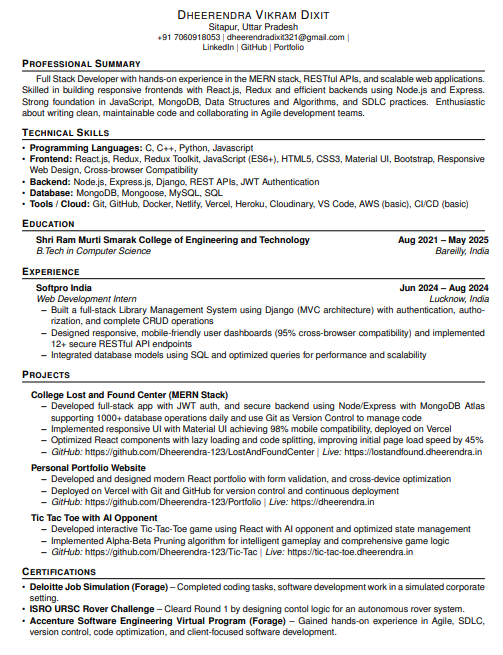 DHEERENDRA VIKRAM DIXIT
Sitapur, Uttar Pradesh
+91 7060918053 | dheerendradixit321@gmail.com |
LinkedIn | GitHub | Portfolio
PROFESSIONAL SUMMARY
Full Stack Developer with hands-on experience in the MERN stack, RESTful APIs, and scalable web applications.
Skilled in building responsive frontends with React.js, Redux and efficient backends using Node.js and Express.
Strong foundation in JavaScript, MongoDB, Data Structures and Algorithms, and SDLC practices. Enthusiastic
about writing clean, maintainable code and collaborating in Agile development teams.
TECHNICAL SKILLS
• Programming Languages: C, C++, Python, Javascript
• Frontend: React.js, Redux, Redux Toolkit, JavaScript (ES6+), HTML5, CSS3, Material UI, Bootstrap, Responsive
Web Design, Cross-browser Compatibility
• Backend: Node.js, Express.js, Django, REST APIs, JWT Authentication
• Database: MongoDB, Mongoose, MySQL, SQL
• Tools / Cloud: Git, GitHub, Docker, Netlify, Vercel, Heroku, Cloudinary, VS Code, AWS (basic), CI/CD (basic)
EDUCATION
Shri Ram Murti Smarak College of Engineering and Technology Aug 2021 – May 2025
B.Tech in Computer Science Bareilly, India
EXPERIENCE
Softpro India Jun 2024 – Aug 2024
Web Development Intern Lucknow, India
– Built a full-stack Library Management System using Django (MVC architecture) with authentication, autho-
rization, and complete CRUD operations
– Designed responsive, mobile-friendly user dashboards (95% cross-browser compatibility) and implemented
12+ secure RESTful API endpoints
– Integrated database models using SQL and optimized queries for performance and scalability
PROJECTS
College Lost and Found Center (MERN Stack)
– Developed full-stack app with JWT auth, and secure backend using Node/Express with MongoDB Atlas
supporting 1000+ database operations daily and use Git as Version Control to manage code
– Implemented responsive UI with Material UI achieving 98% mobile compatibility, deployed on Vercel
– Optimized React components with lazy loading and code splitting, improving initial page load speed by 45%
– GitHub: https://github.com/Dheerendra-123/LostAndFoundCenter | Live: https://lostandfound.dheerendra.in
Personal Portfolio Website
– Developed and designed modern React portfolio with form validation, and cross-device optimization
– Deployed on Vercel with Git and GitHub for version control and continuous deployment
– GitHub: https://github.com/Dheerendra-123/Portfolio | Live: https://dheerendra.in
Tic Tac Toe with AI Opponent
– Developed interactive Tic-Tac-Toe game using React with AI opponent and optimized state management
– Implemented Alpha-Beta Pruning algorithm for intelligent gameplay and comprehensive game logic
– GitHub: https://github.com/Dheerendra-123/Tic-Tac | Live: https://tic-tac-toe.dheerendra.in
CERTIFICATIONS
• Deloitte Job Simulation (Forage) – Completed coding tasks, software development work in a simulated corporate
setting.
• ISRO URSC Rover Challenge – Cleard Round 1 by designing contol logic for an autonomous rover system.
• Accenture Software Engineering Virtual Program (Forage) – Gained hands-on experience in Agile, SDLC,
version control, code optimization, and client-focused software development.